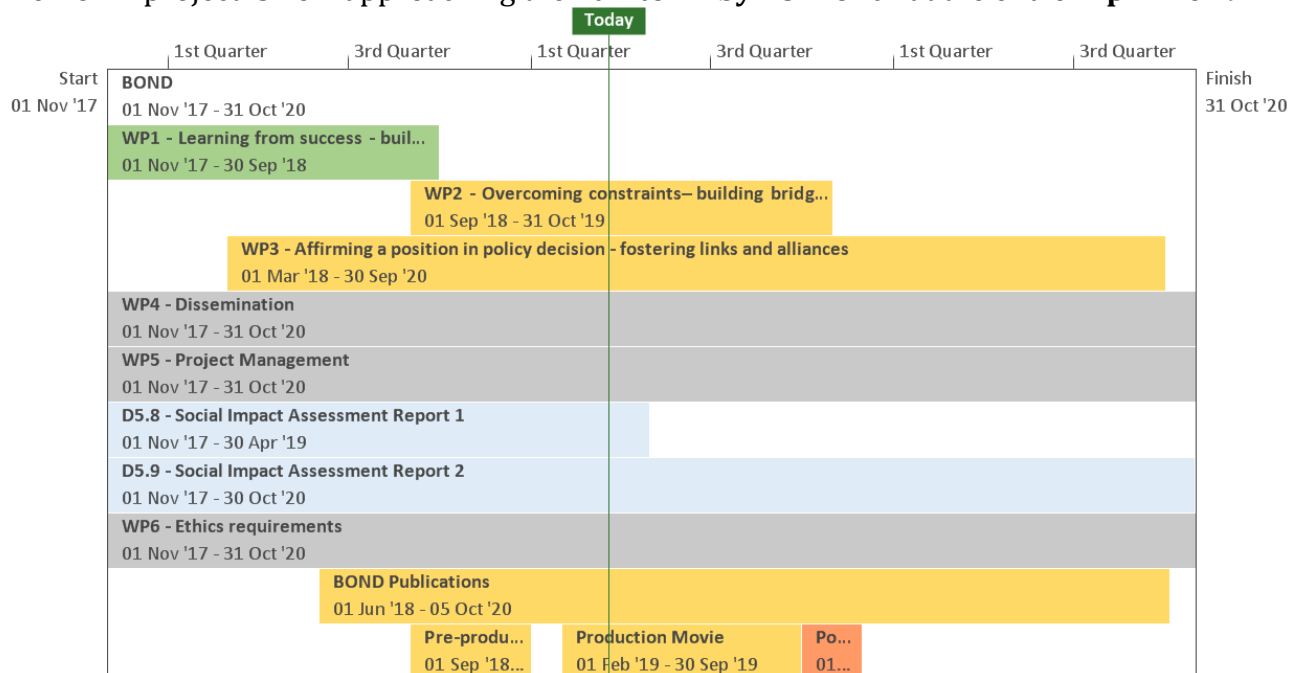 Today
1st Quarter 3rd Quarter 1st Quarter 3rd Quarter 1st Quarter 3rd Quarter
Start
01 Nov '17
Finish
31 Oct '20
BOND
01 Nov '17 - 31 Oct '20
WP1 - Learning from success - buil...
01 Nov '17 - 30 Sep '18
WP2 - Overcoming constraints– building bridg...
01 Sep '18 - 31 Oct '19
WP3 - Affirming a position in policy decision - fostering links and alliances
01 Mar '18 - 30 Sep '20
WP4 - Dissemination
01 Nov '17 - 31 Oct '20
WP5 - Project Management
01 Nov '17 - 31 Oct '20
D5.8 - Social Impact Assessment Report 1
01 Nov '17 - 30 Apr '19
D5.9 - Social Impact Assessment Report 2
01 Nov '17 - 30 Oct '20
WP6 - Ethics requirements
01 Nov '17 - 31 Oct '20
BOND Publications
01 Jun '18 - 05 Oct '20
Pre-produ... Production Movie Po...
01 Sep '18... 01 Feb '19 - 30 Sep '19 01...